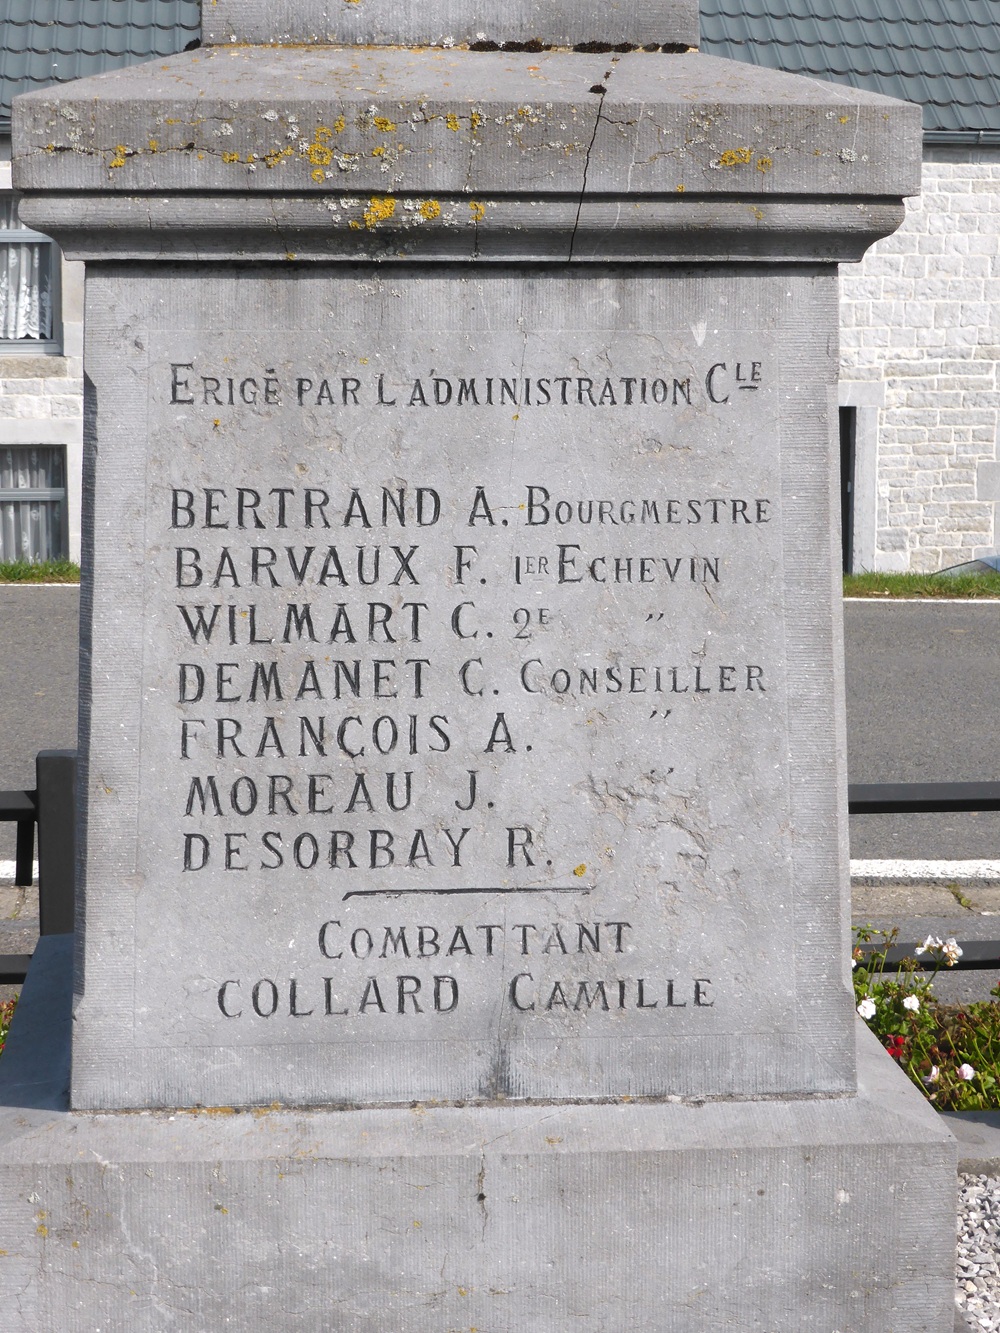 ERIGÉ PAR L'ADMINISTRATION CLE
BERTRAND A. BOURGMESTRE
BARVAUX F. 1ER ECHEVIN
WILMART C. 2E "
DEMANET C. CONSEILLER
FRANÇOIS A. "
MOREAU J. "
DESORBAY R.
COMBATTANT
COLLARD CAMILLE